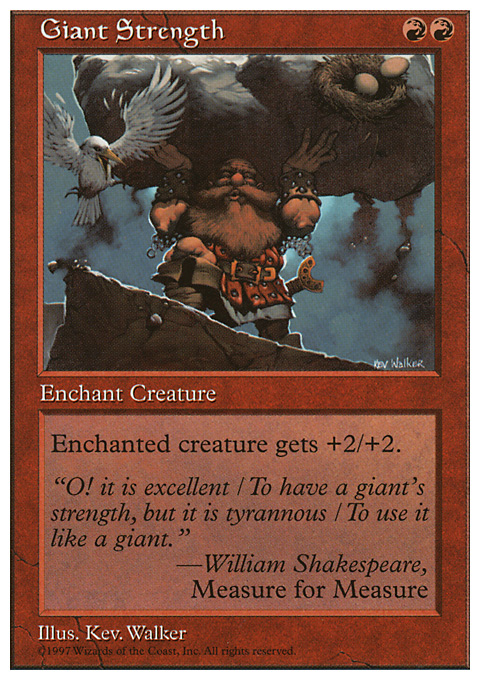 Giant Strength
Kev Walker
Enchant Creature
Enchanted creature gets +2/+2.
“O! it is excellent / To have a giant’s
strength, but it is tyrannous / To use it
like a giant.”
—William Shakespeare,
Measure for Measure
Illus. Kev. Walker
©1997 Wizards of the Coast, Inc. All rights reserved.